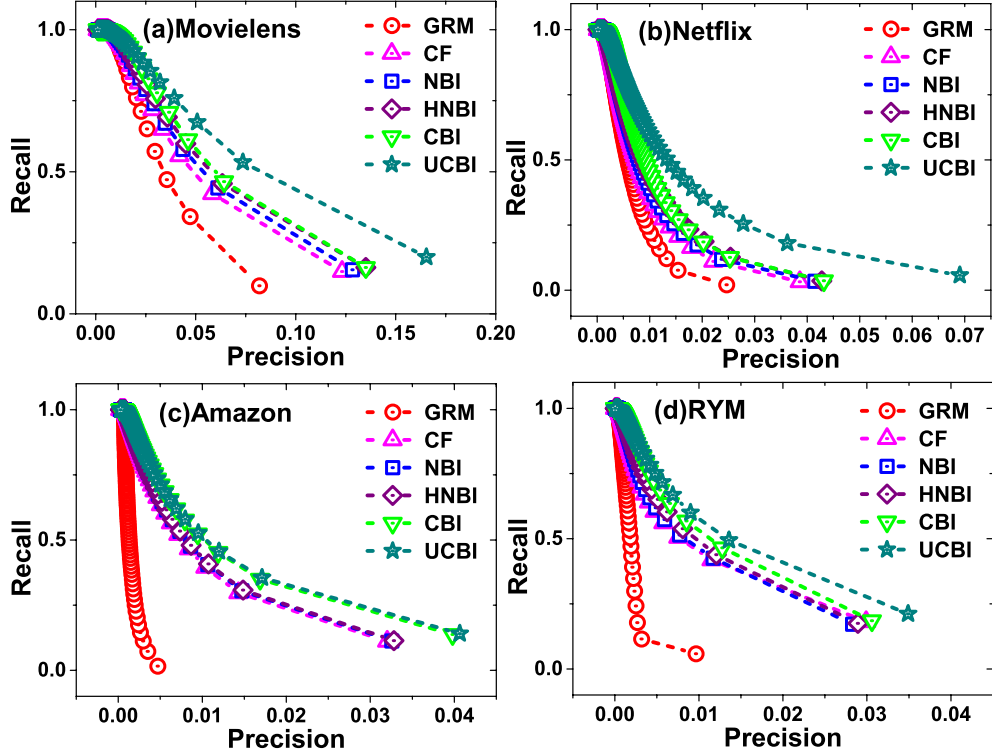 (a)Movielens
GRM
CF
NBI
HNBI
CBI
UCBI
Recall
1.0
0.5
0.0
0.00 0.05 0.10 0.15 0.20
Precision
(b)Netflix
GRM
CF
NBI
HNBI
CBI
UCBI
Recall
1.0
0.5
0.0
0.00 0.01 0.02 0.03 0.04 0.05 0.06 0.07 0.08
Precision
(c)Amazon
GRM
CF
NBI
HNBI
CBI
UCBI
Recall
1.0
0.5
0.0
0.00 0.01 0.02 0.03 0.04
Precision
(d)RYM
GRM
CF
NBI
HNBI
CBI
UCBI
Recall
1.0
0.5
0.0
0.00 0.01 0.02 0.03 0.04
Precision